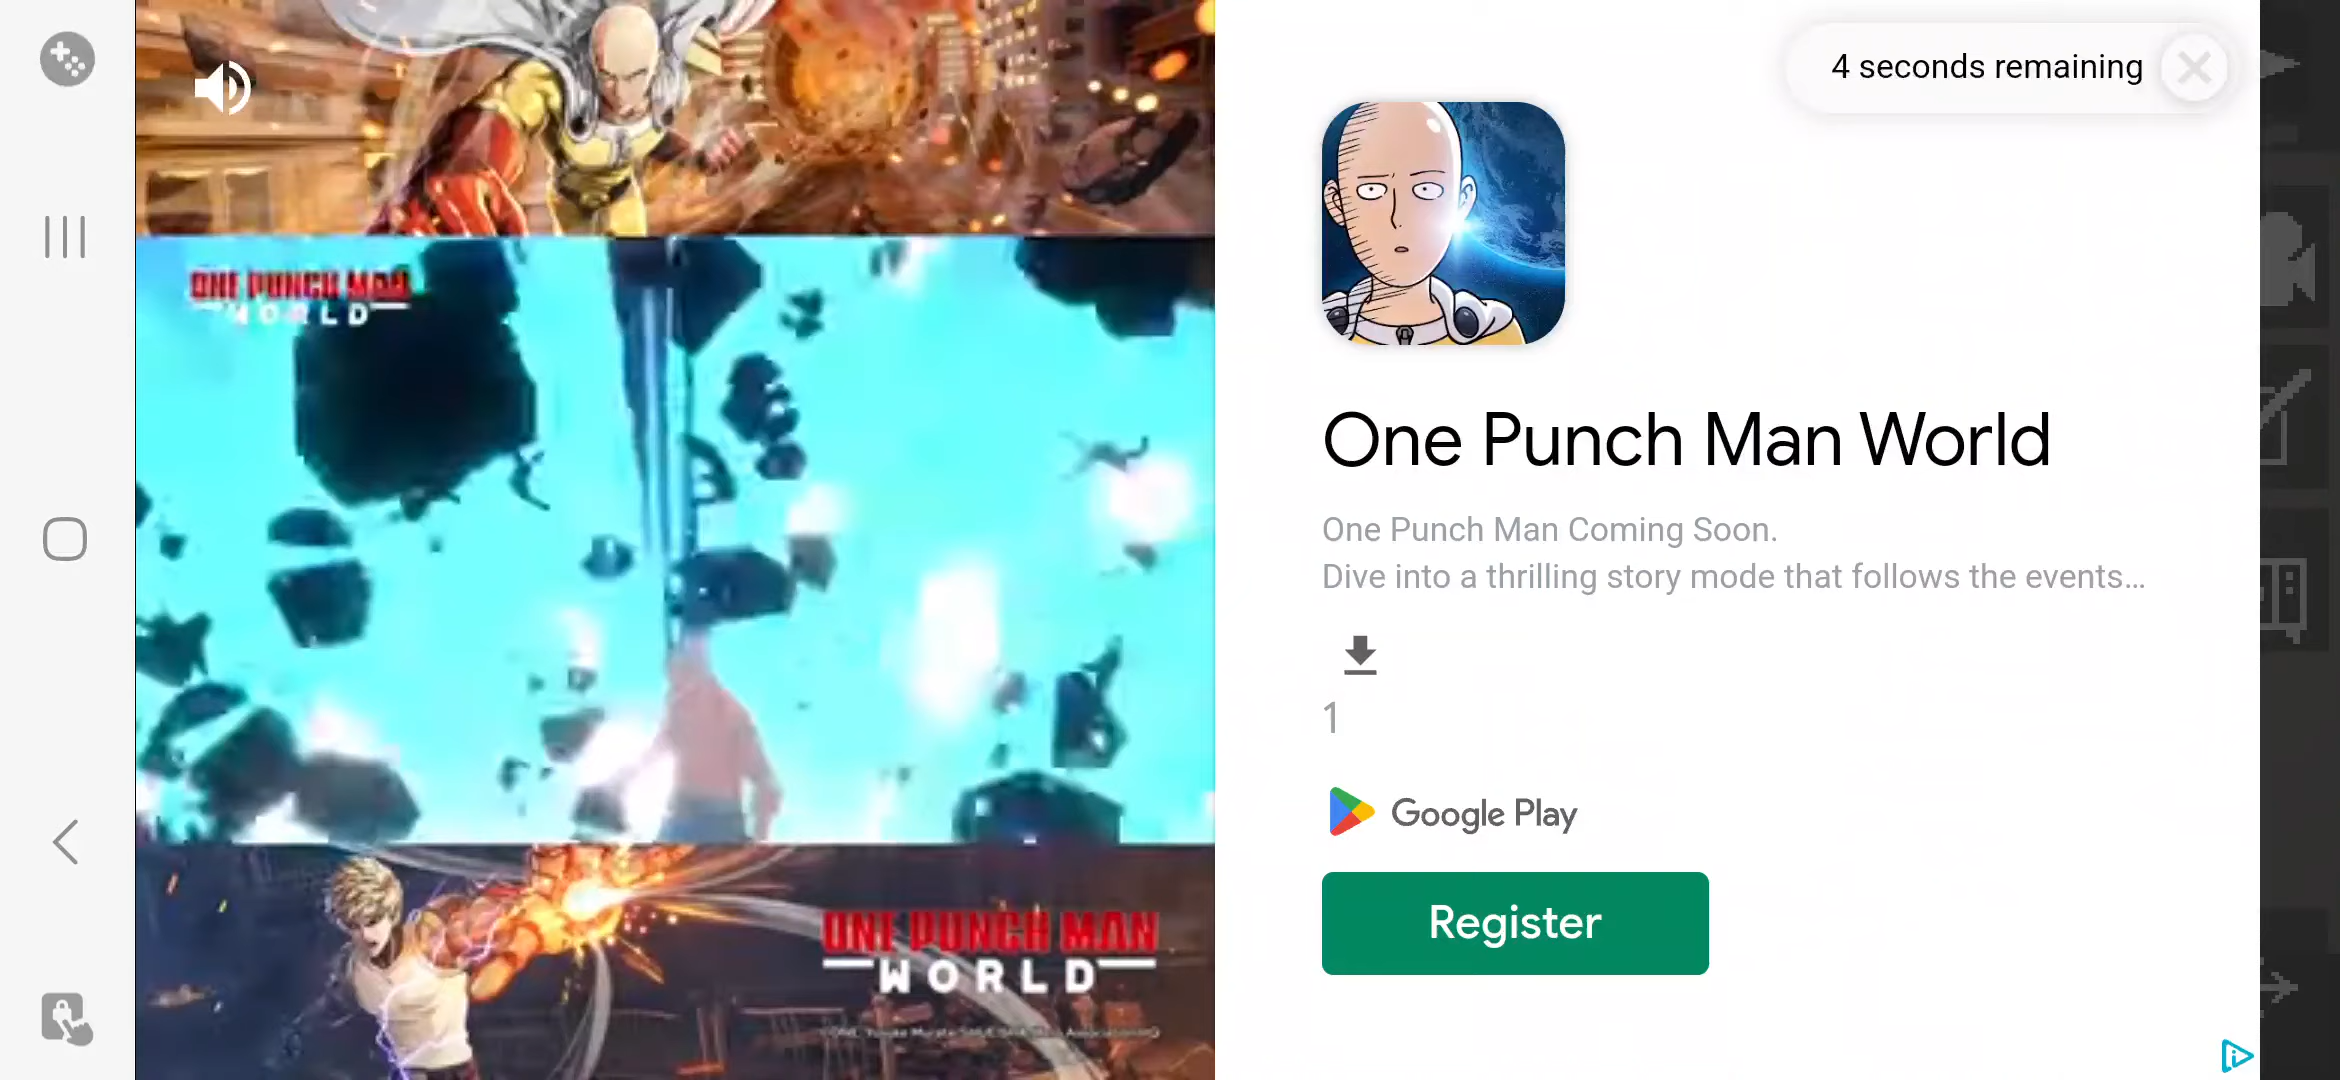 ONE PUNCH MAN
WORLD
ONE PUNCH MAN
WORLD
4 seconds remaining
One Punch Man World
One Punch Man Coming Soon.
Dive into a thrilling story mode that follows the events...
1
Google Play
Register